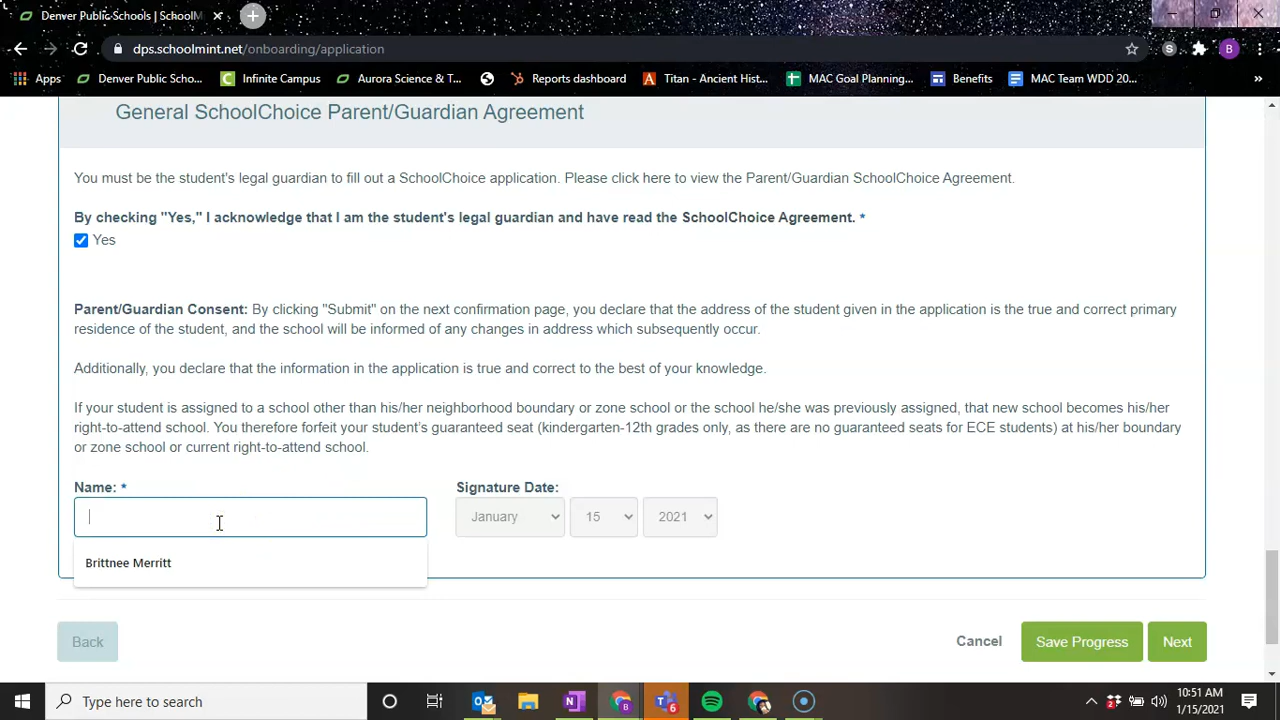 Denver Public Schools | SchoolM
dps.schoolmint.net/onboarding/application
B
Apps
Denver Public Scho...
Infinite Campus
Aurora Science & T...
Reports dashboard
Titan - Ancient Hist...
MAC Goal Planning,...
Benefits
MAC Team WDD 20...
»
General SchoolChoice Parent/Guardian Agreement
You must be the student's legal guardian to fill out a SchoolChoice application. Please click here to view the Parent/Guardian SchoolChoice Agreement.
By checking "Yes," I acknowledge that I am the student's legal guardian and have read the SchoolChoice Agreement. *
Yes
Parent/Guardian Consent: By clicking "Submit" on the next confirmation page, you declare that the address of the student given in the application is the true and correct primary
residence of the student, and the school will be informed of any changes in address which subsequently occur.
Additionally, you declare that the information in the application is true and correct to the best of your knowledge.
If your student is assigned to a school other than his/her neighborhood boundary or zone school or the school he/she was previously assigned, that new school becomes his/her
right-to-attend school. You therefore forfeit your student's guaranteed seat (kindergarten-12th grades only, as there are no guaranteed seats for ECE students) at his/her boundary
or zone school or current right-to-attend school.
Name: *
Signature Date:
January
15
2021
Brittnee Merritt
Back
Cancel
Save Progress
Next
Type here to search
6
10:51 AM
1/15/2021